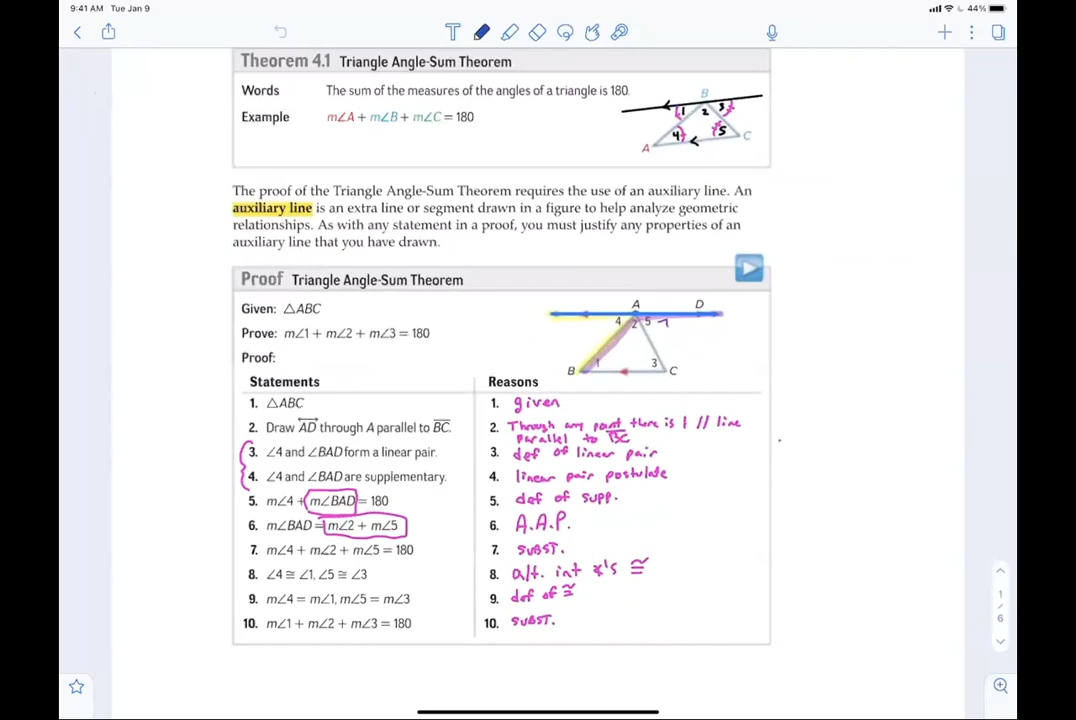 9:41 AM Tue Jan 9
44%
Theorem 4.1 Triangle Angle-Sum Theorem
Words The sum of the measures of the angles of a triangle is 180.
Example m∠A + m∠B + m∠C = 180
B
1 2 3
4 5
A C
The proof of the Triangle Angle-Sum Theorem requires the use of an auxiliary line. An
auxiliary line is an extra line or segment drawn in a figure to help analyze geometric
relationships. As with any statement in a proof, you must justify any properties of an
auxiliary line that you have drawn.
Proof Triangle Angle-Sum Theorem
Given: △ABC
Prove: m∠1 + m∠2 + m∠3 = 180
Proof:
A D
4 2 5
1 3
B C
Statements Reasons
1. △ABC 1. given
2. Draw AD through A parallel to BC. 2. Through any point there is 1 // line
parallel to BC
3. ∠4 and ∠BAD form a linear pair. 3. def of linear pair
4. ∠4 and ∠BAD are supplementary. 4. linear pair postulate
5. m∠4 + m∠BAD = 180 5. def of supp.
6. m∠BAD = m∠2 + m∠5 6. A.A.P.
7. m∠4 + m∠2 + m∠5 = 180 7. SUBST.
8. ∠4 ≅ ∠1, ∠5 ≅ ∠3 8. alt. int ∠'s ≅
9. m∠4 = m∠1, m∠5 = m∠3 9. def of ≅
10. m∠1 + m∠2 + m∠3 = 180 10. SUBST.
1
/
6